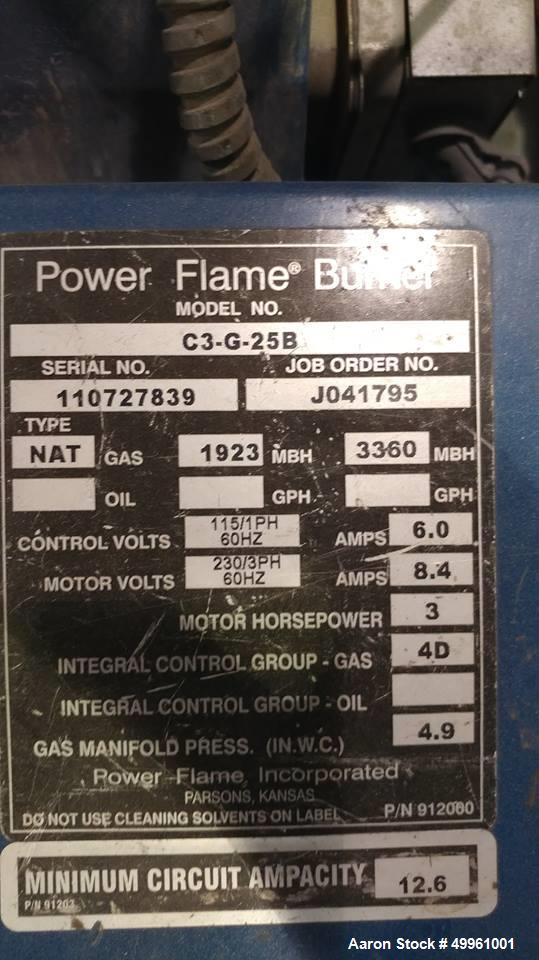 Power Flame® Burner
MODEL NO.
C3-G-25B
SERIAL NO. JOB ORDER NO.
110727839 J041795
TYPE
NAT GAS 1923 MBH 3360 MBH
OIL GPH GPH
CONTROL VOLTS 115/1PH 60HZ AMPS 6.0
MOTOR VOLTS 230/3PH 60HZ AMPS 8.4
MOTOR HORSEPOWER 3
INTEGRAL CONTROL GROUP - GAS 4D
INTEGRAL CONTROL GROUP - OIL
GAS MANIFOLD PRESS. (IN.W.C.) 4.9
Power Flame Incorporated
PARSONS, KANSAS
DO NOT USE CLEANING SOLVENTS ON LABEL P/N 912060
MINIMUM CIRCUIT AMPACITY 12.6
P/N 91203
Aaron Stock # 49961001